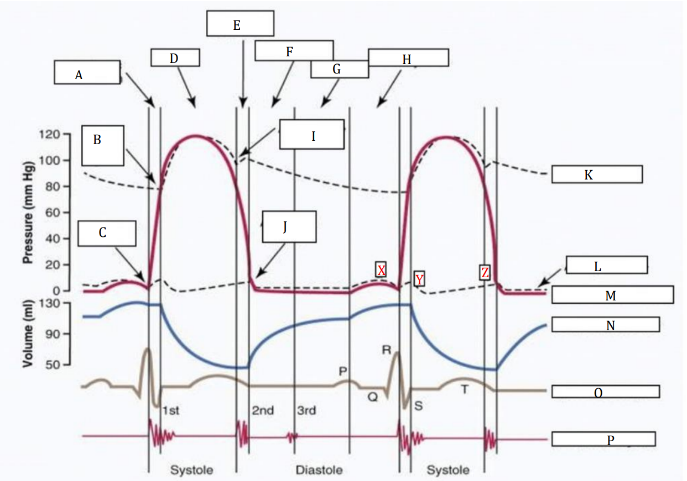 E
D
F
H
G
A
B
I
120
100
80
60
40
20
0
Pressure (mm Hg)
K
C
J
X
Y
Z
L
M
130
90
50
Volume (ml)
N
R
P
Q
S
T
O
1st
2nd
3rd
P
Systole
Diastole
Systole